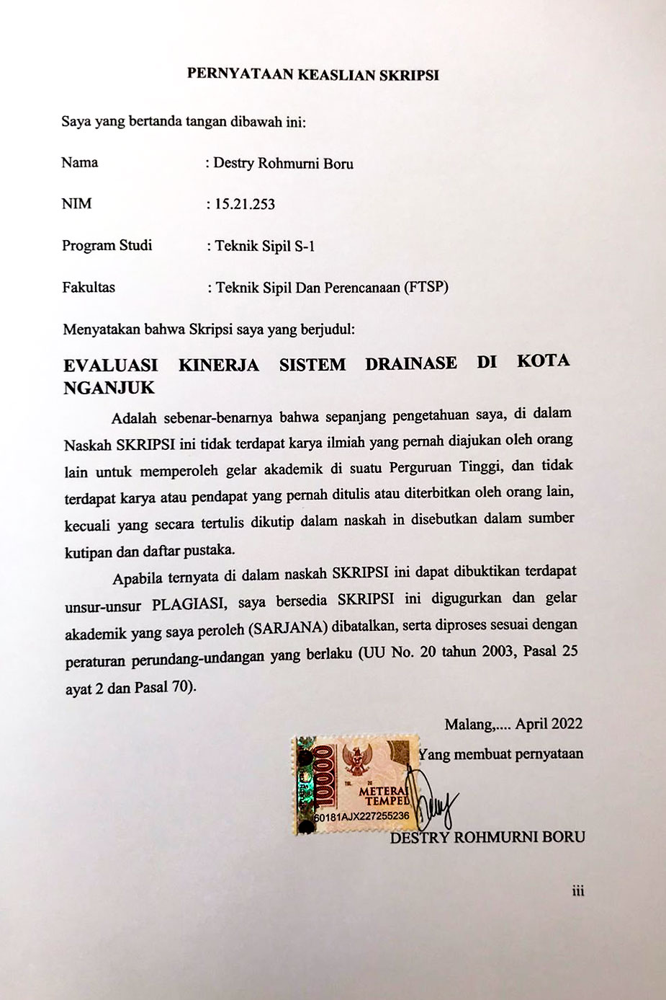 PERNYATAAN KEASLIAN SKRIPSI
Saya yang bertanda tangan dibawah ini:
Nama : Destry Rohmurni Boru
NIM : 15.21.253
Program Studi : Teknik Sipil S-1
Fakultas : Teknik Sipil Dan Perencanaan (FTSP)
Menyatakan bahwa Skripsi saya yang berjudul:
EVALUASI KINERJA SISTEM DRAINASE DI KOTA
NGANJUK
Adalah sebenar-benarnya bahwa sepanjang pengetahuan saya, di dalam
Naskah SKRIPSI ini tidak terdapat karya ilmiah yang pernah diajukan oleh orang
lain untuk memperoleh gelar akademik di suatu Perguruan Tinggi, dan tidak
terdapat karya atau pendapat yang pernah ditulis atau diterbitkan oleh orang lain,
kecuali yang secara tertulis dikutip dalam naskah in disebutkan dalam sumber
kutipan dan daftar pustaka.
Apabila ternyata di dalam naskah SKRIPSI ini dapat dibuktikan terdapat
unsur-unsur PLAGIASI, saya bersedia SKRIPSI ini digugurkan dan gelar
akademik yang saya peroleh (SARJANA) dibatalkan, serta diproses sesuai dengan
peraturan perundang-undangan yang berlaku (UU No. 20 tahun 2003, Pasal 25
ayat 2 dan Pasal 70).
Malang,.... April 2022
Yang membuat pernyataan
10000
TGL. 20
METERAI
TEMPEL
60181AJX227255236
DESTRY ROHMURNI BORU
iii